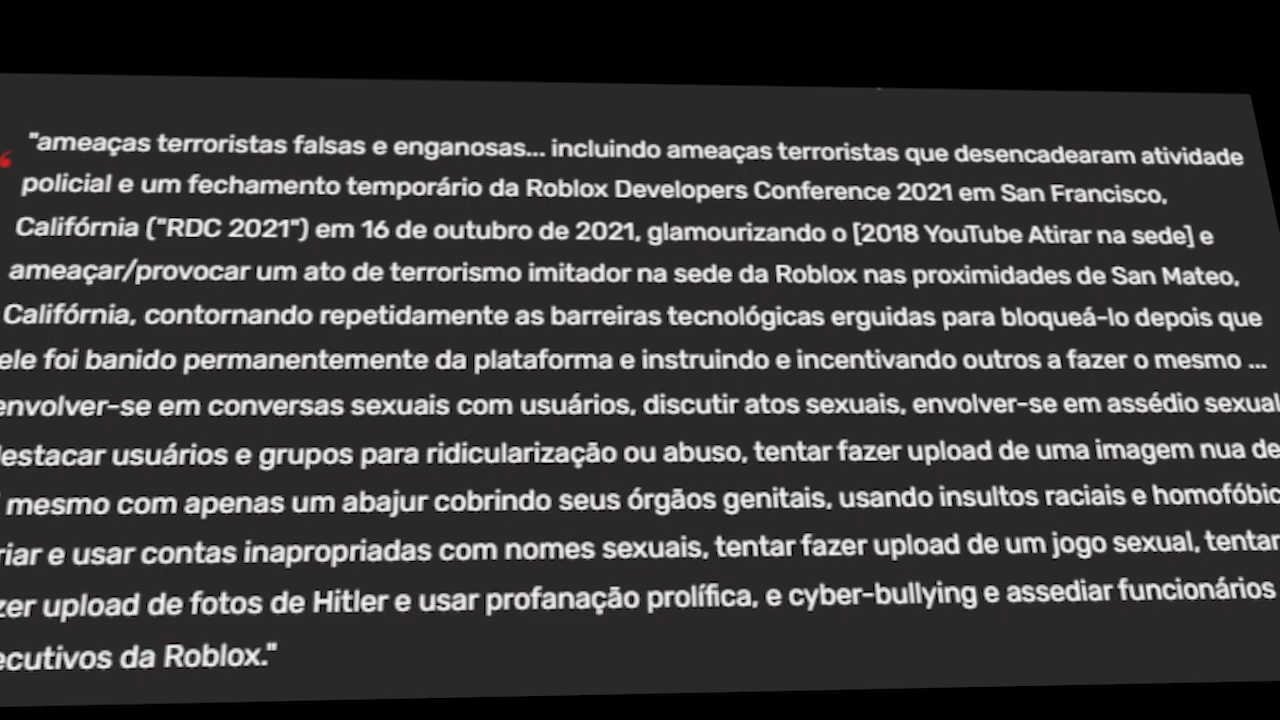 "ameaças terroristas falsas e enganosas... incluindo ameaças terroristas que desencadearam atividade
policial e um fechamento temporário da Roblox Developers Conference 2021 em San Francisco,
Califórnia ("RDC 2021") em 16 de outubro de 2021, glamourizando o [2018 YouTube Atirar na sede] e
ameaçar/provocar um ato de terrorismo imitador na sede da Roblox nas proximidades de San Mateo,
Califórnia, contornando repetidamente as barreiras tecnológicas erguidas para bloqueá-lo depois que
ele foi banido permanentemente da plataforma e instruindo e incentivando outros a fazer o mesmo ...
envolver-se em conversas sexuais com usuários, discutir atos sexuais, envolver-se em assédio sexual
estacar usuários e grupos para ridicularização ou abuso, tentar fazer upload de uma imagem nua de
mesmo com apenas um abajur cobrindo seus órgãos genitais, usando insultos raciais e homofóbic
riar e usar contas inapropriadas com nomes sexuais, tentar fazer upload de um jogo sexual, tentar
zer upload de fotos de Hitler e usar profanação prolífica, e cyber-bullying e assediar funcionários
ecutivos da Roblox."